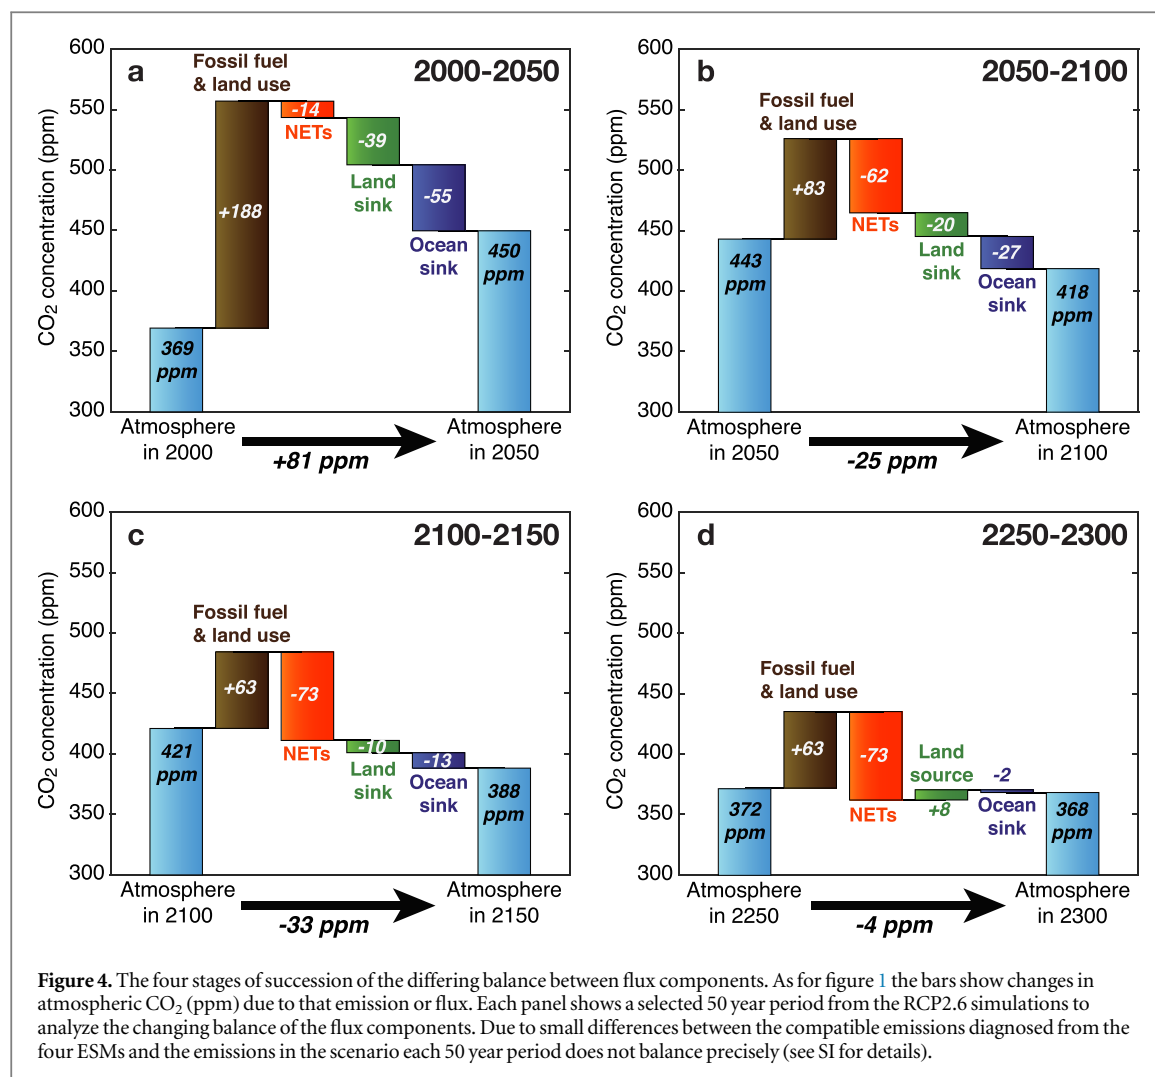 a
2000-2050
Fossil fuel
& land use
CO2 concentration (ppm)
600
550
500
450
400
350
300
+188
-14
NETs
-39
Land
sink
-55
Ocean
sink
369
ppm
450
ppm
Atmosphere
in 2000
+81 ppm
Atmosphere
in 2050
b
2050-2100
Fossil fuel
& land use
CO2 concentration (ppm)
600
550
500
450
400
350
300
+83
-62
NETs
-20
Land
sink
-27
Ocean
sink
443
ppm
418
ppm
Atmosphere
in 2050
-25 ppm
Atmosphere
in 2100
c
2100-2150
Fossil fuel
& land use
CO2 concentration (ppm)
600
550
500
450
400
350
300
+63
-73
NETs
-10
Land
sink
-13
Ocean
sink
421
ppm
388
ppm
Atmosphere
in 2100
-33 ppm
Atmosphere
in 2150
d
2250-2300
Fossil fuel
& land use
CO2 concentration (ppm)
600
550
500
450
400
350
300
+63
-73
NETs
Land
source
+8
-2
Ocean
sink
372
ppm
368
ppm
Atmosphere
in 2250
-4 ppm
Atmosphere
in 2300
Figure 4. The four stages of succession of the differing balance between flux components. As for figure 1 the bars show changes in
atmospheric CO2 (ppm) due to that emission or flux. Each panel shows a selected 50 year period from the RCP2.6 simulations to
analyze the changing balance of the flux components. Due to small differences between the compatible emissions diagnosed from the
four ESMs and the emissions in the scenario each 50 year period does not balance precisely (see SI for details).